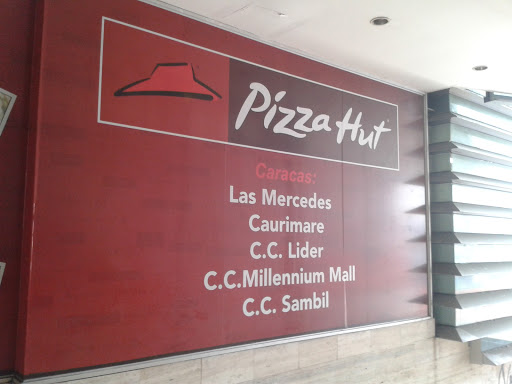 Pizza Hut
Caracas:
Las Mercedes
Caurimare
C.C. Lider
C.C.Millennium Mall
C.C. Sambil